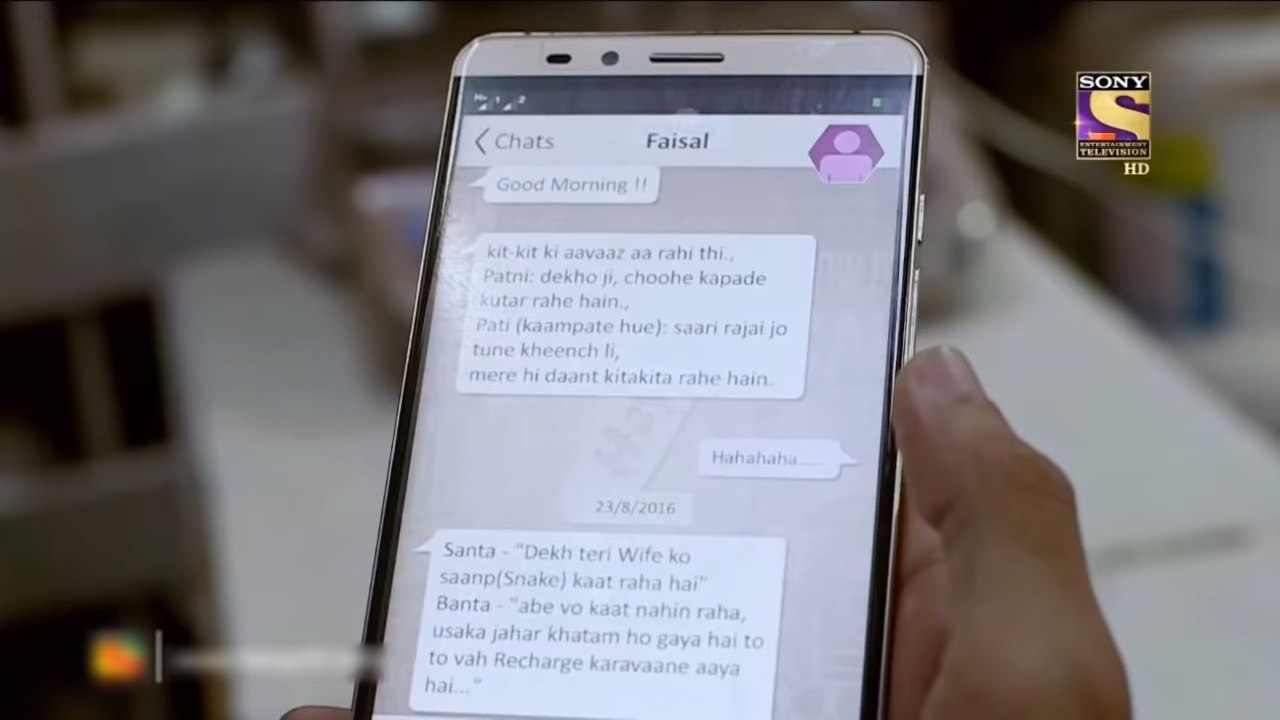 SONY
ENTERTAINMENT
TELEVISION
HD
H+ 1 2
Chats
Faisal
Good Morning !!
kit-kit ki aavaaz aa rahi thi.,
Patni: dekho ji, choohe kapade
kutar rahe hain.,
Pati (kaampate hue): saari rajai jo
tune kheench li,
mere hi daant kitakita rahe hain.
Hahahaha......
23/8/2016
Santa - "Dekh teri Wife ko
saanp(Snake) kaat raha hai"
Banta - "abe vo kaat nahin raha,
usaka jahar khatam ho gaya hai to
to vah Recharge karavaane aaya
hai..."